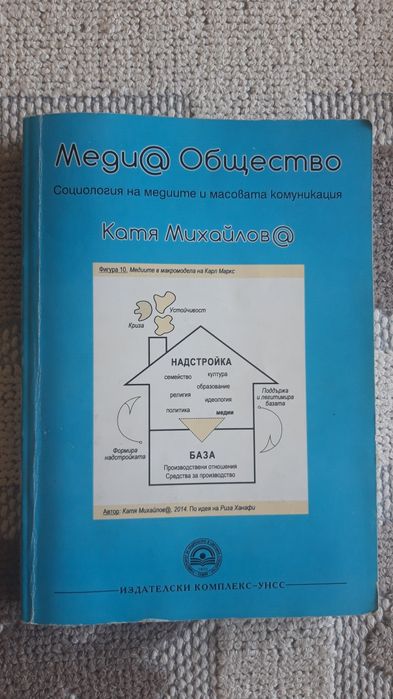 Меди@ Общество
Социология на медиите и масовата комуникация
Катя Михайлов@
Фигура 10. Медиите в макромодела на Карл Маркс
Устойчивост
Криза
НАДСТРОЙКА
семейство култура
образование
религия
идеология
политика медии
Поддържа
и легитимира
базата
Формира
надстройката
БАЗА
Производствени отношения
Средства за производство
Автор: Катя Михайлов@, 2014. По идея на Риза Ханафи
ИЗДАТЕЛСКИ КОМПЛЕКС-УНСС